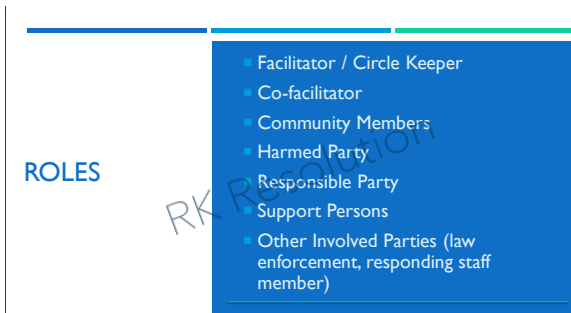 ROLES
Facilitator / Circle Keeper
Co-facilitator
Community Members
Harmed Party
Responsible Party
Support Persons
Other Involved Parties (law
enforcement, responding staff
member)
RK Resolution